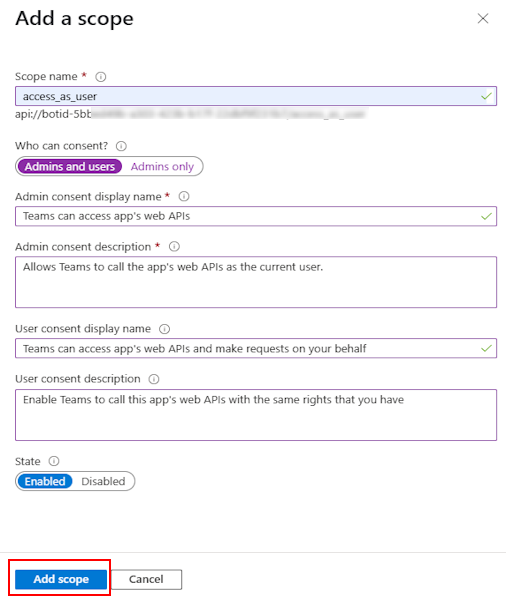 Add a scope
Scope name *
access_as_user
api://botid-5bb
Who can consent?
Admins and users Admins only
Admin consent display name *
Teams can access app's web APIs
Admin consent description *
Allows Teams to call the app's web APIs as the current user.
User consent display name
Teams can access app's web APIs and make requests on your behalf
User consent description
Enable Teams to call this app's web APIs with the same rights that you have
State
Enabled Disabled
Add scope Cancel